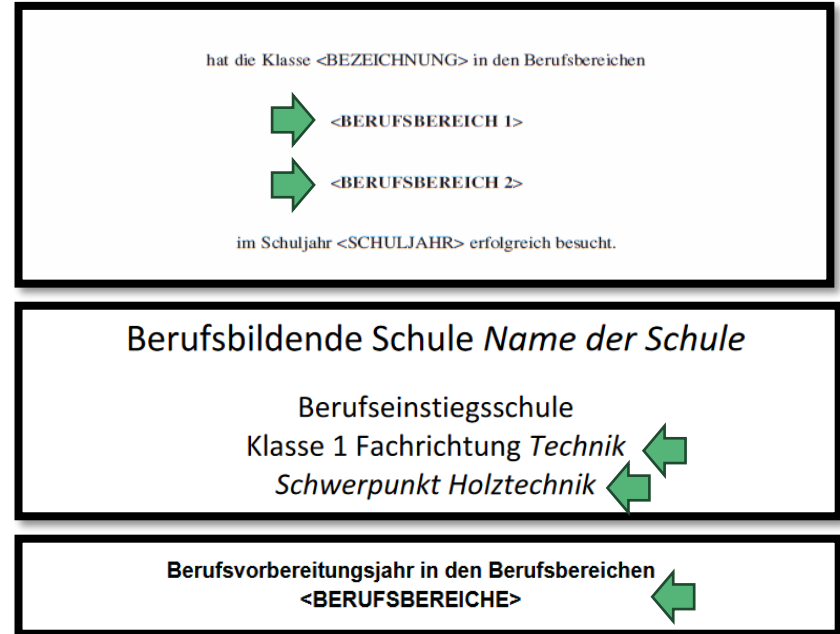 hat die Klasse <BEZEICHNUNG> in den Berufsbereichen
<BERUFSBEREICH 1>
<BERUFSBEREICH 2>
im Schuljahr <SCHULJAHR> erfolgreich besucht.
Berufsbildende Schule Name der Schule
Berufseinstiegsschule
Klasse 1 Fachrichtung Technik
Schwerpunkt Holztechnik
Berufsvorbereitungsjahr in den Berufsbereichen
<BERUFSBEREICHE>